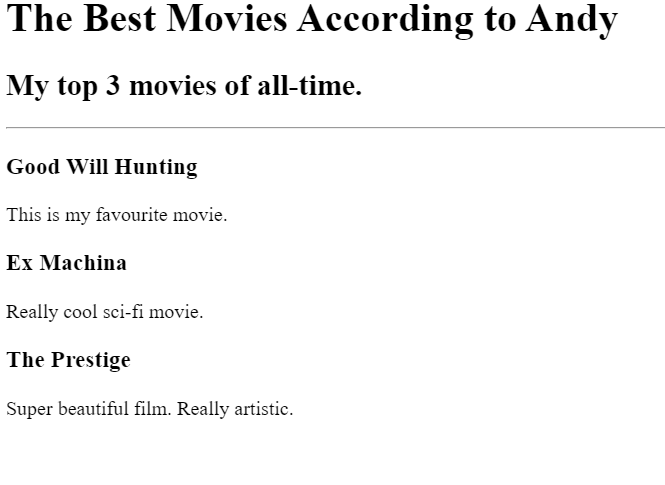 The Best Movies According to Andy
My top 3 movies of all-time.
Good Will Hunting
This is my favourite movie.
Ex Machina
Really cool sci-fi movie.
The Prestige
Super beautiful film. Really artistic.